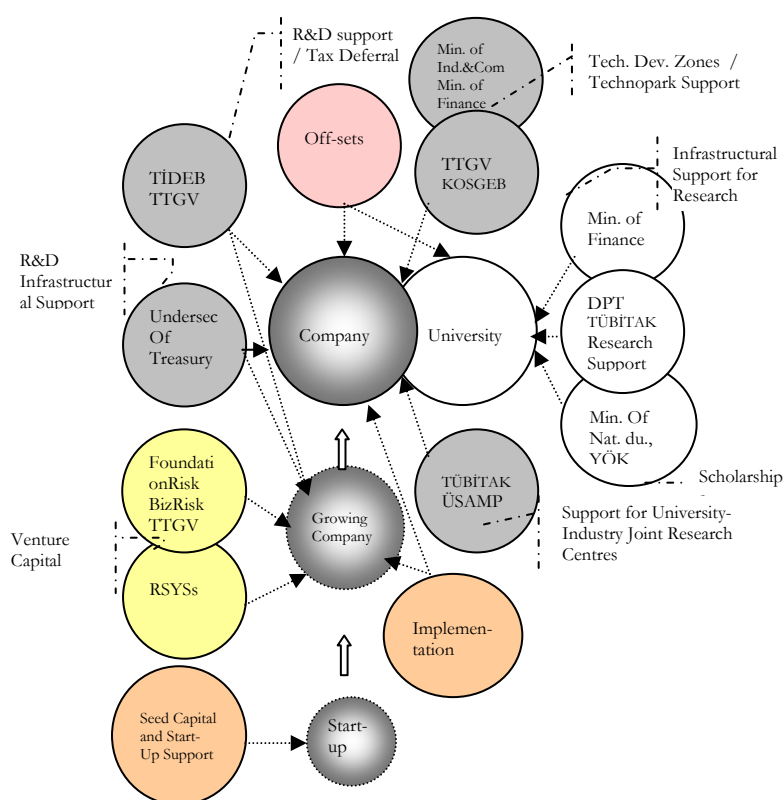 R&D support
/ Tax Deferral
Min. of
Ind.&Com
Min. of
Finance
Tech. Dev. Zones /
Technopark Support
Off-sets
TİDEB
TTGV
TTGV
KOSGEB
Infrastructural
Support for
Research
Min. of
Finance
R&D
Infrastructur
al Support
Undersec
Of
Treasury
Company
University
DPT
TÜBİTAK
Research
Support
Min. Of
Nat. du.,
YÖK
Scholarship
Foundati
onRisk
BizRisk
TTGV
Growing
Company
TÜBİTAK
ÜSAMP
Support for University-
Industry Joint Research
Centres
Venture
Capital
RSYSs
Implemen-
tation
Seed Capital
and Start-
Up Support
Start-
up